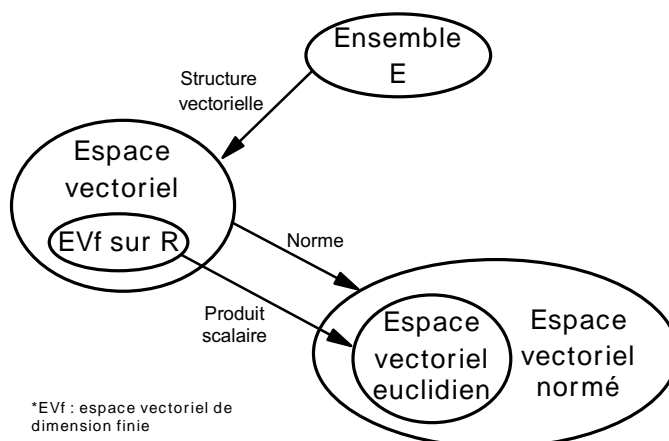 Ensemble
E
Structure
vectorielle
Espace
vectoriel
EVf sur R
Norme
Produit
scalaire
Espace
vectoriel
euclidien
Espace
vectoriel
normé
*EVf : espace vectoriel de
dimension finie